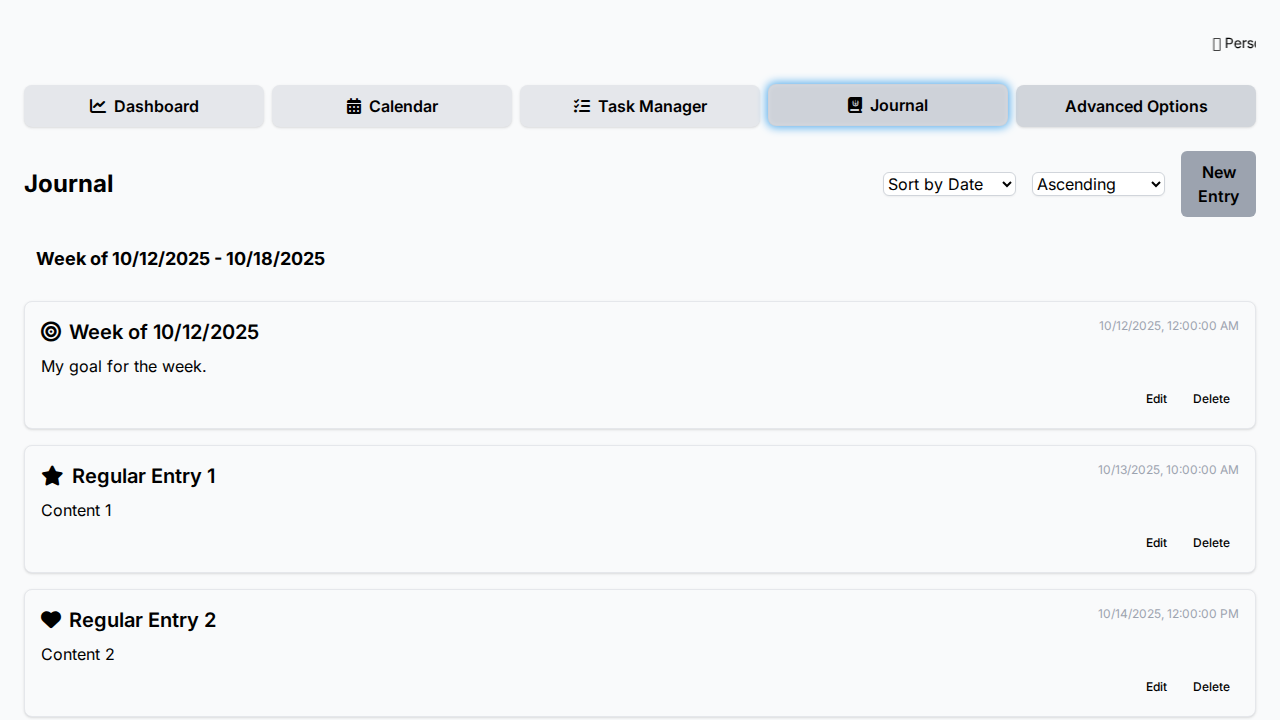 Dashboard
Calendar
Task Manager
Journal
Advanced Options
Journal
Sort by Date
Ascending
New
Entry
Week of 10/12/2025 - 10/18/2025
Week of 10/12/2025
10/12/2025, 12:00:00 AM
My goal for the week.
Edit
Delete
Regular Entry 1
10/13/2025, 10:00:00 AM
Content 1
Edit
Delete
Regular Entry 2
10/14/2025, 12:00:00 PM
Content 2
Edit
Delete